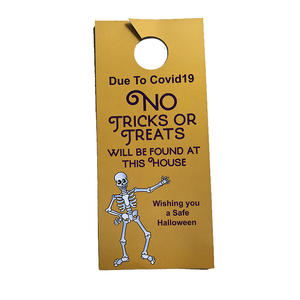 Due To Covid19
NO
TRICKS OR
TREATS
WILL BE FOUND AT
THIS HOUSE
Wishing you
a Safe
Halloween